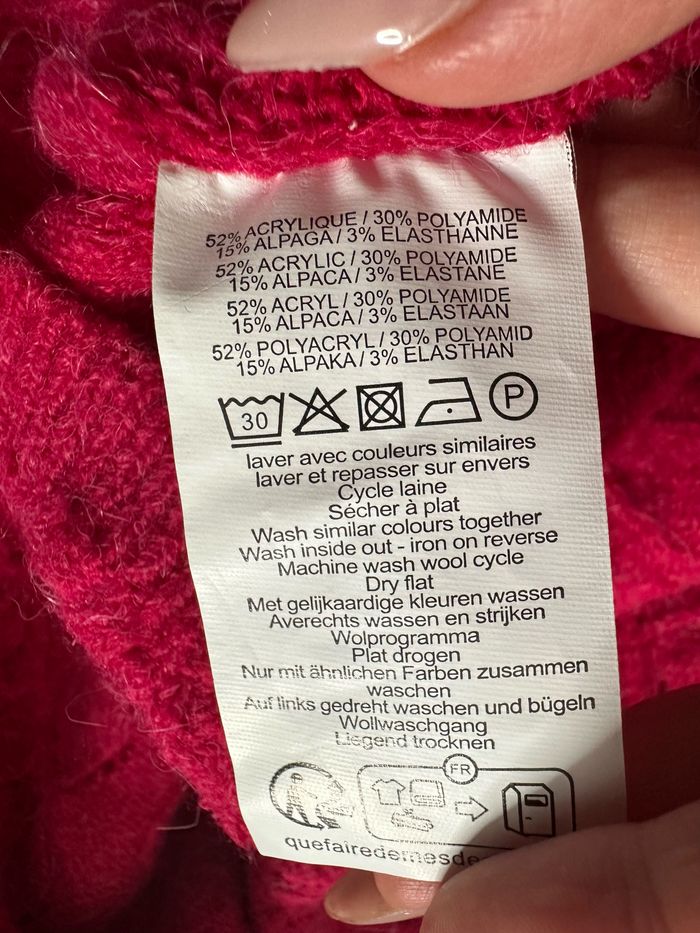 52% ACRYLIQUE / 30% POLYAMIDE
15% ALPAGA / 3% ELASTHANNE
52% ACRYLIC / 30% POLYAMIDE
15% ALPACA / 3% ELASTANE
52% ACRYL / 30% POLYAMIDE
15% ALPACA / 3% ELASTAAN
52% POLYACRYL / 30% POLYAMID
15% ALPAKA / 3% ELASTHAN
30 P
laver avec couleurs similaires
laver et repasser sur envers
Cycle laine
Sécher à plat
Wash similar colours together
Wash inside out - iron on reverse
Machine wash wool cycle
Dry flat
Met gelijkaardige kleuren wassen
Averechts wassen en strijken
Wolprogramma
Plat drogen
Nur mit ähnlichen Farben zusammen
waschen
Auf links gedreht waschen und bügeln
Wollwaschgang
Liegend trocknen
FR
quefairedemesde